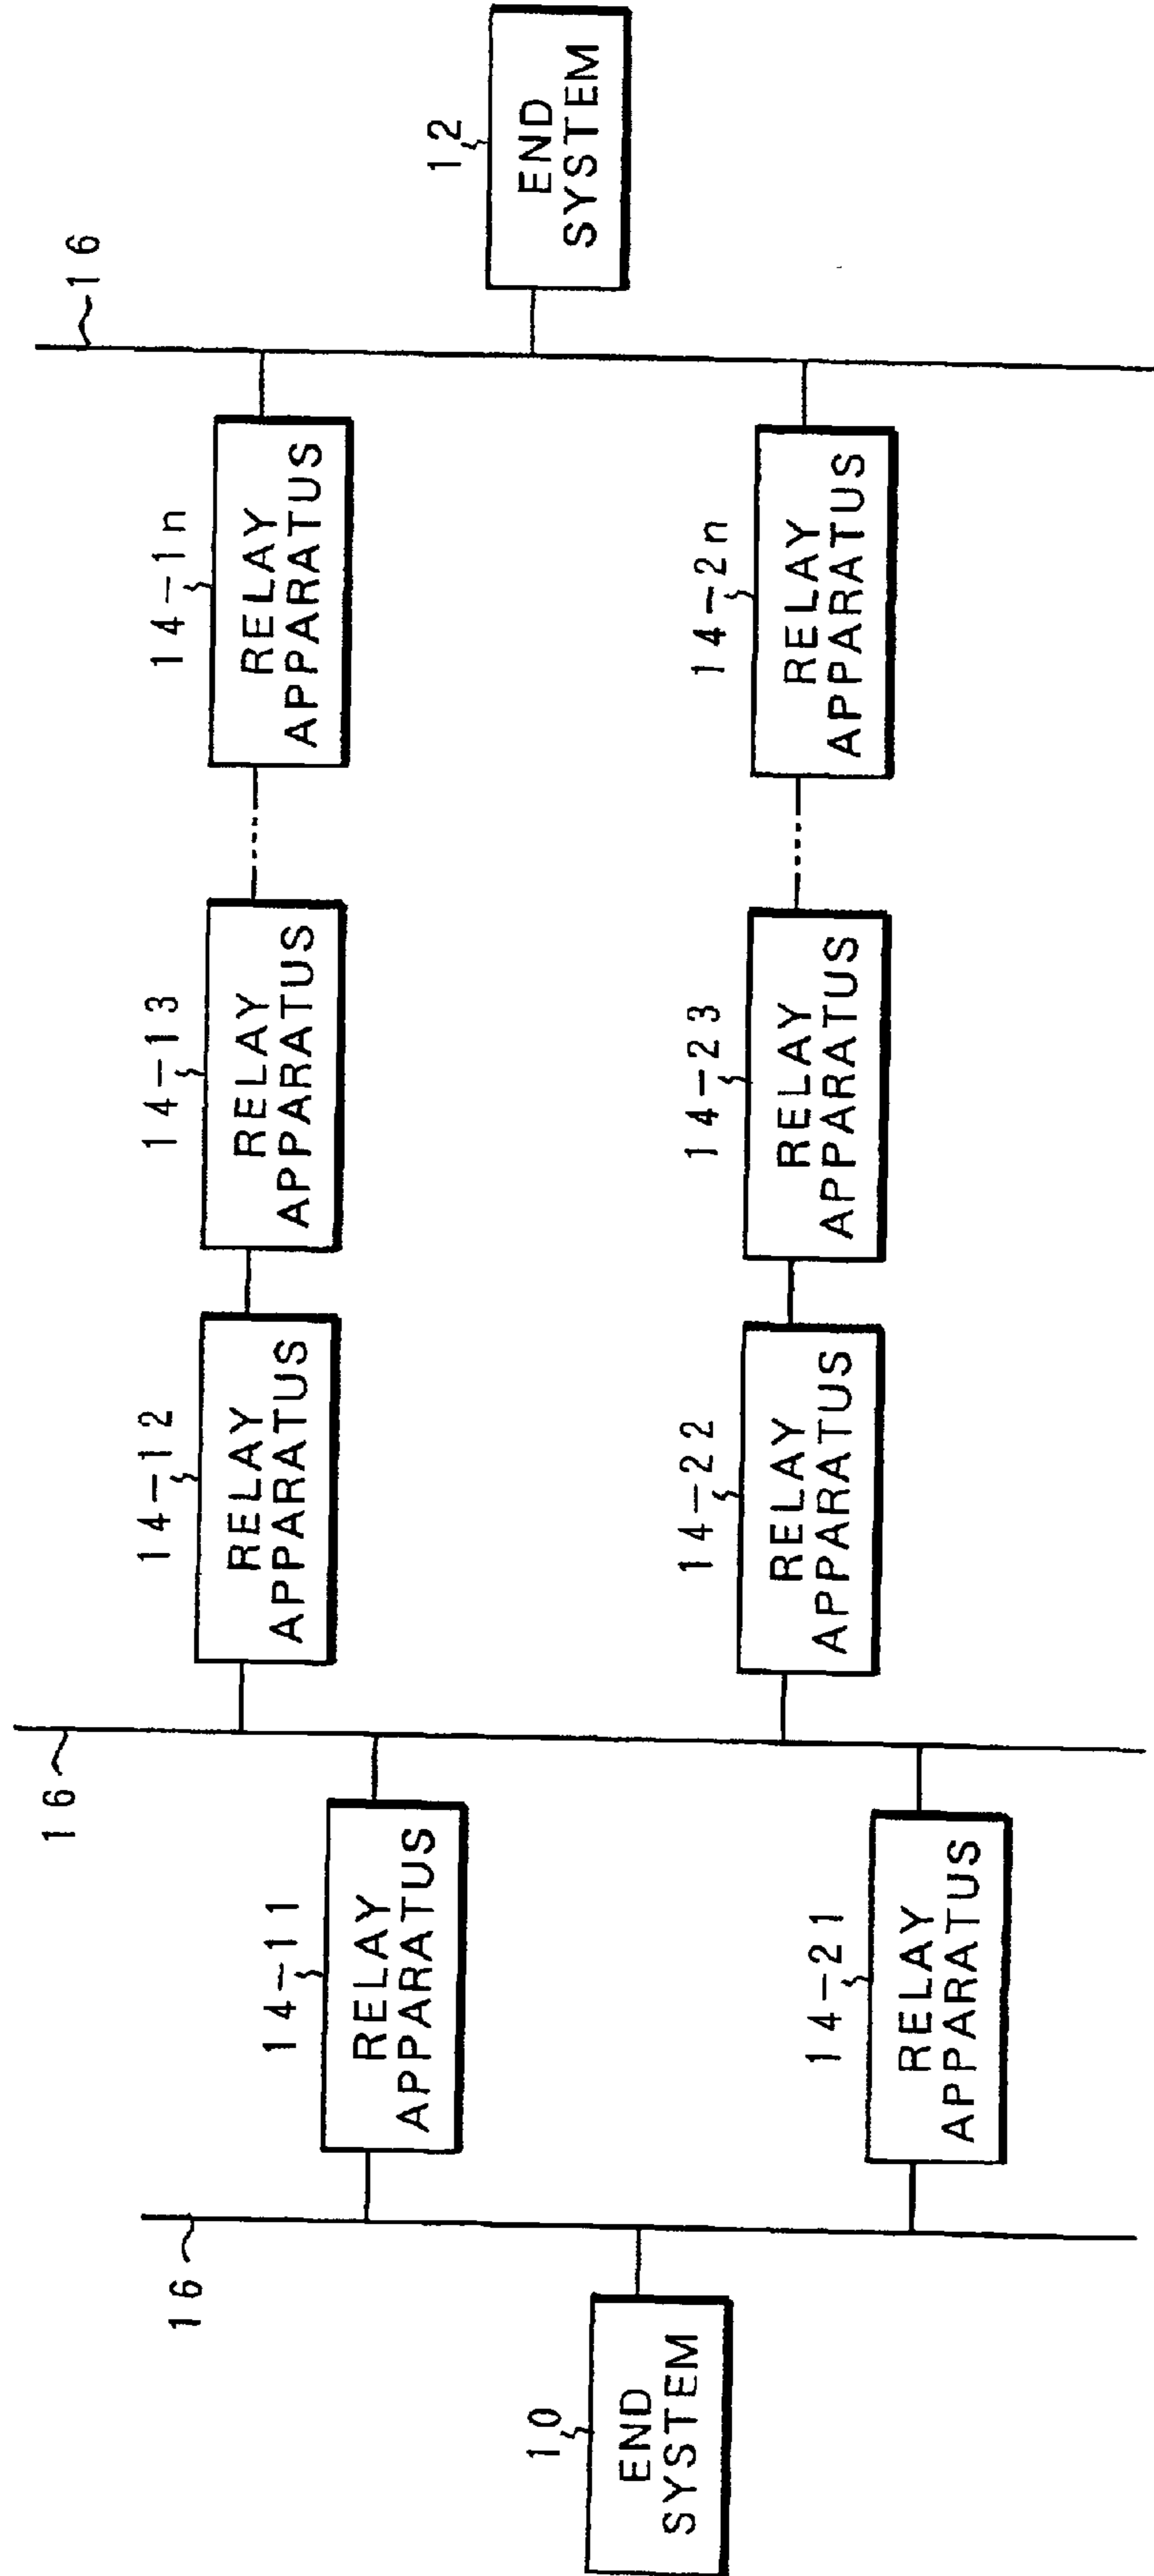 16
12
END
SYSTEM
14-1n
RELAY
APPARATUS
14-2n
RELAY
APPARATUS
14-13
RELAY
APPARATUS
14-23
RELAY
APPARATUS
14-12
RELAY
APPARATUS
14-22
RELAY
APPARATUS
16
14-11
RELAY
APPARATUS
14-21
RELAY
APPARATUS
16
10
END
SYSTEM